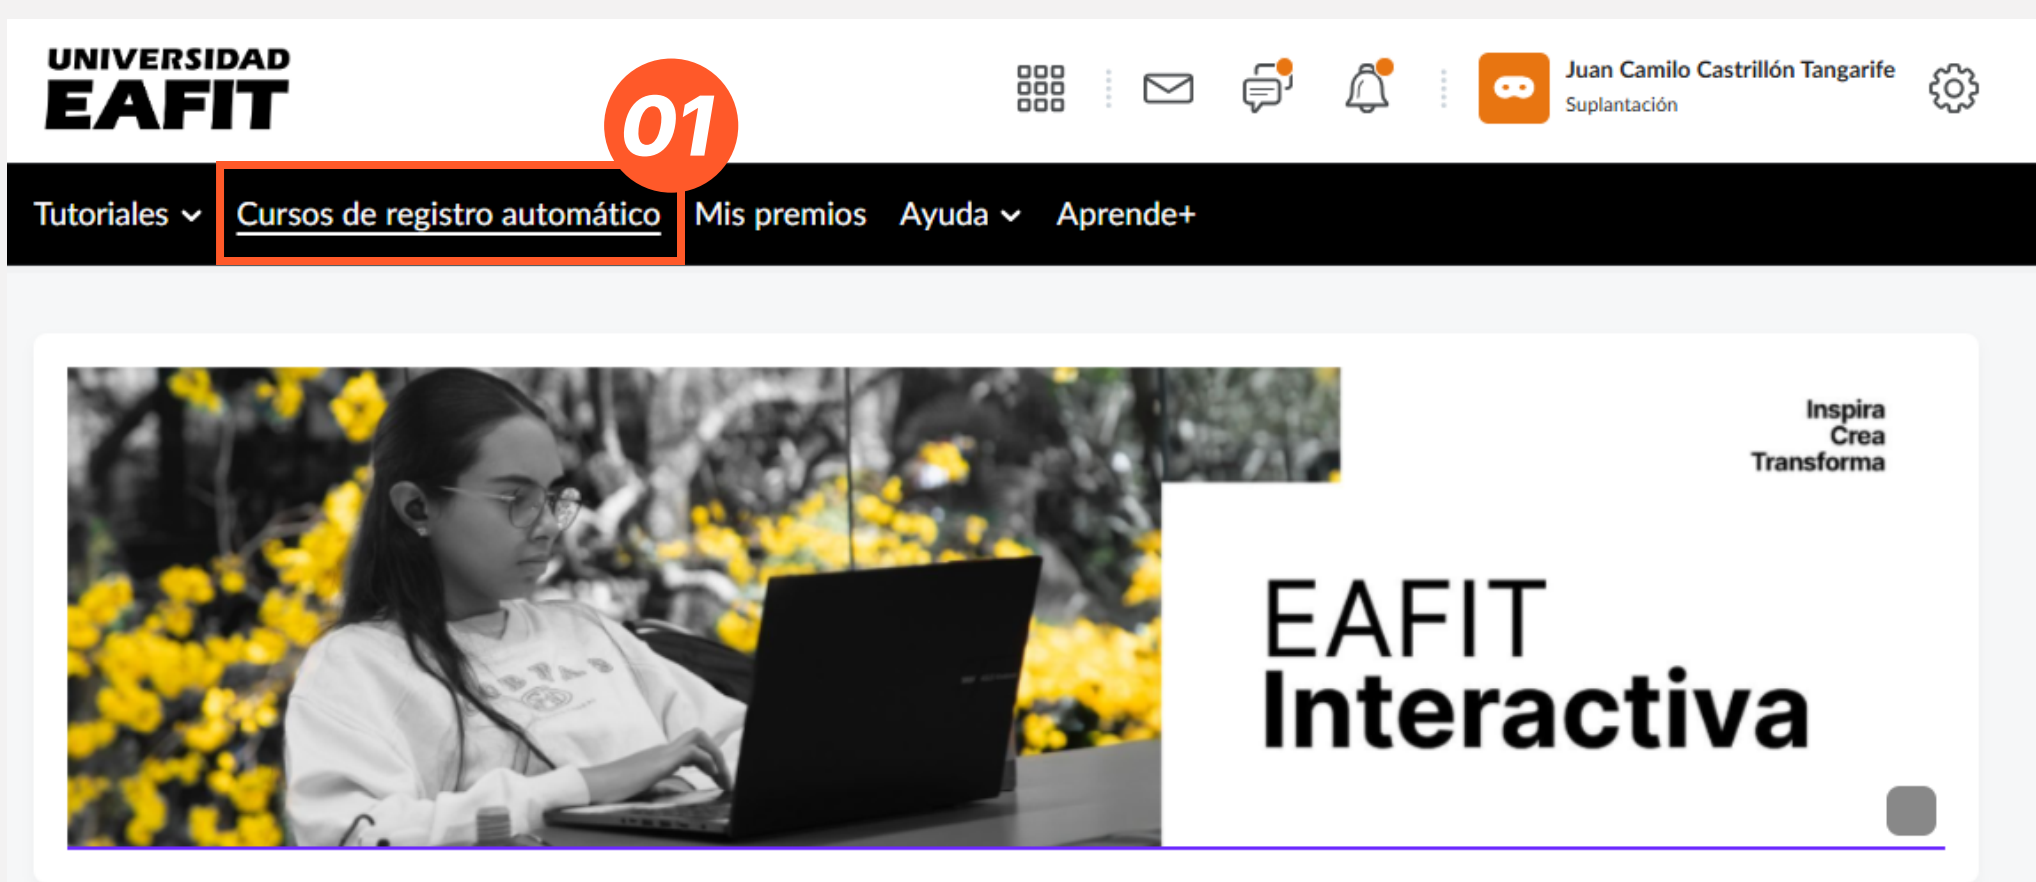 UNIVERSIDAD
EAFIT
01
Juan Camilo Castrillón Tangarife
Suplantación
Tutoriales
Cursos de registro automático
Mis premios
Ayuda
Aprende+
Inspira
Crea
Transforma
EAFIT
Interactiva